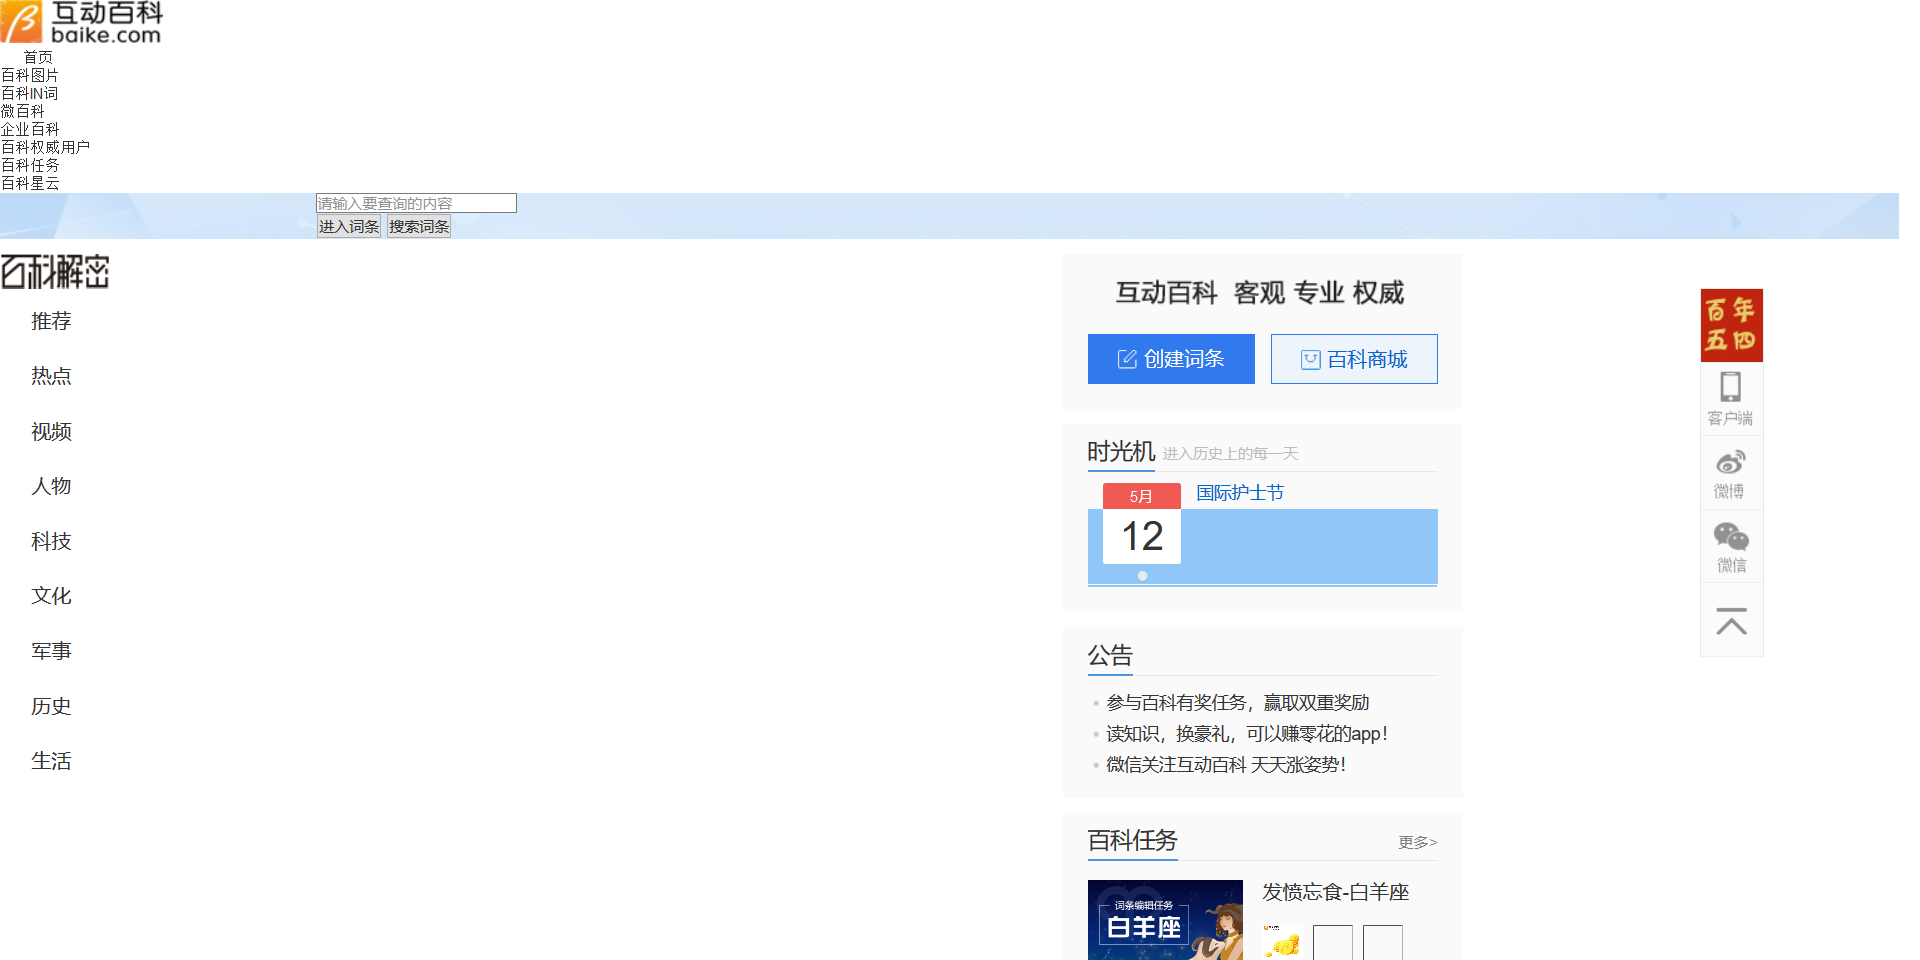 互动百科
baike.com
首页
百科图片
百科IN词
微百科
企业百科
百科权威用户
百科任务
百科星云
请输入要查询的内容
进入词条 搜索词条
百科解密
推荐
热点
视频
人物
科技
文化
军事
历史
生活
互动百科 客观 专业 权威
创建词条 百科商城
时光机 进入历史上的每一天
5月
12
国际护士节
公告
参与百科有奖任务，赢取双重奖励
读知识，换豪礼，可以赚零花的app！
微信关注互动百科 天天涨姿势！
百科任务 更多>
词条编辑任务
白羊座
发愤忘食-白羊座
百年
五四
客户端
微博
微信